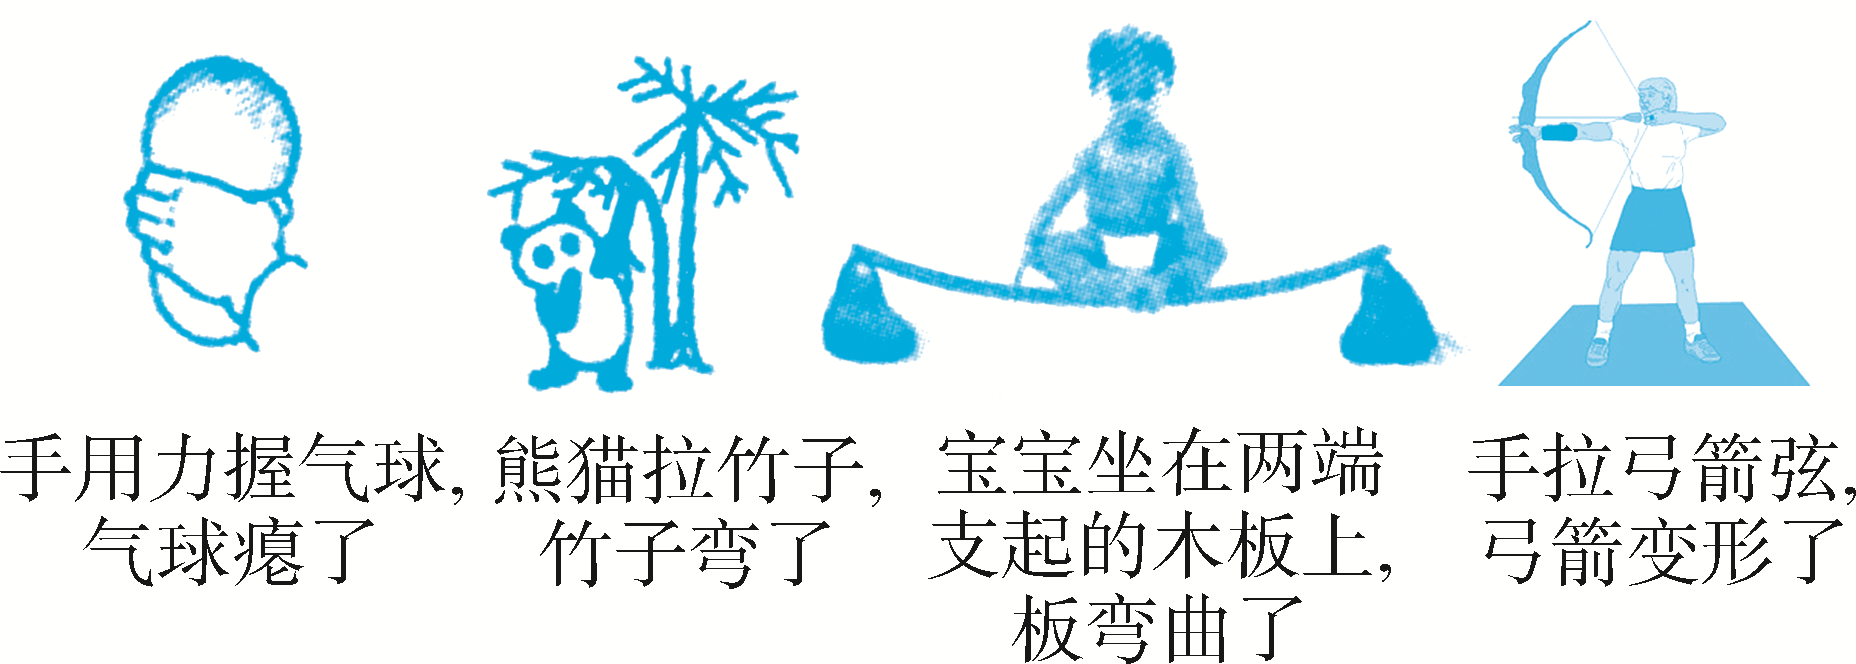 手用力握气球,
气球瘪了
熊猫拉竹子,
竹子弯了
宝宝坐在两端
支起的木板上,
板弯曲了
手拉弓箭弦,
弓箭变形了